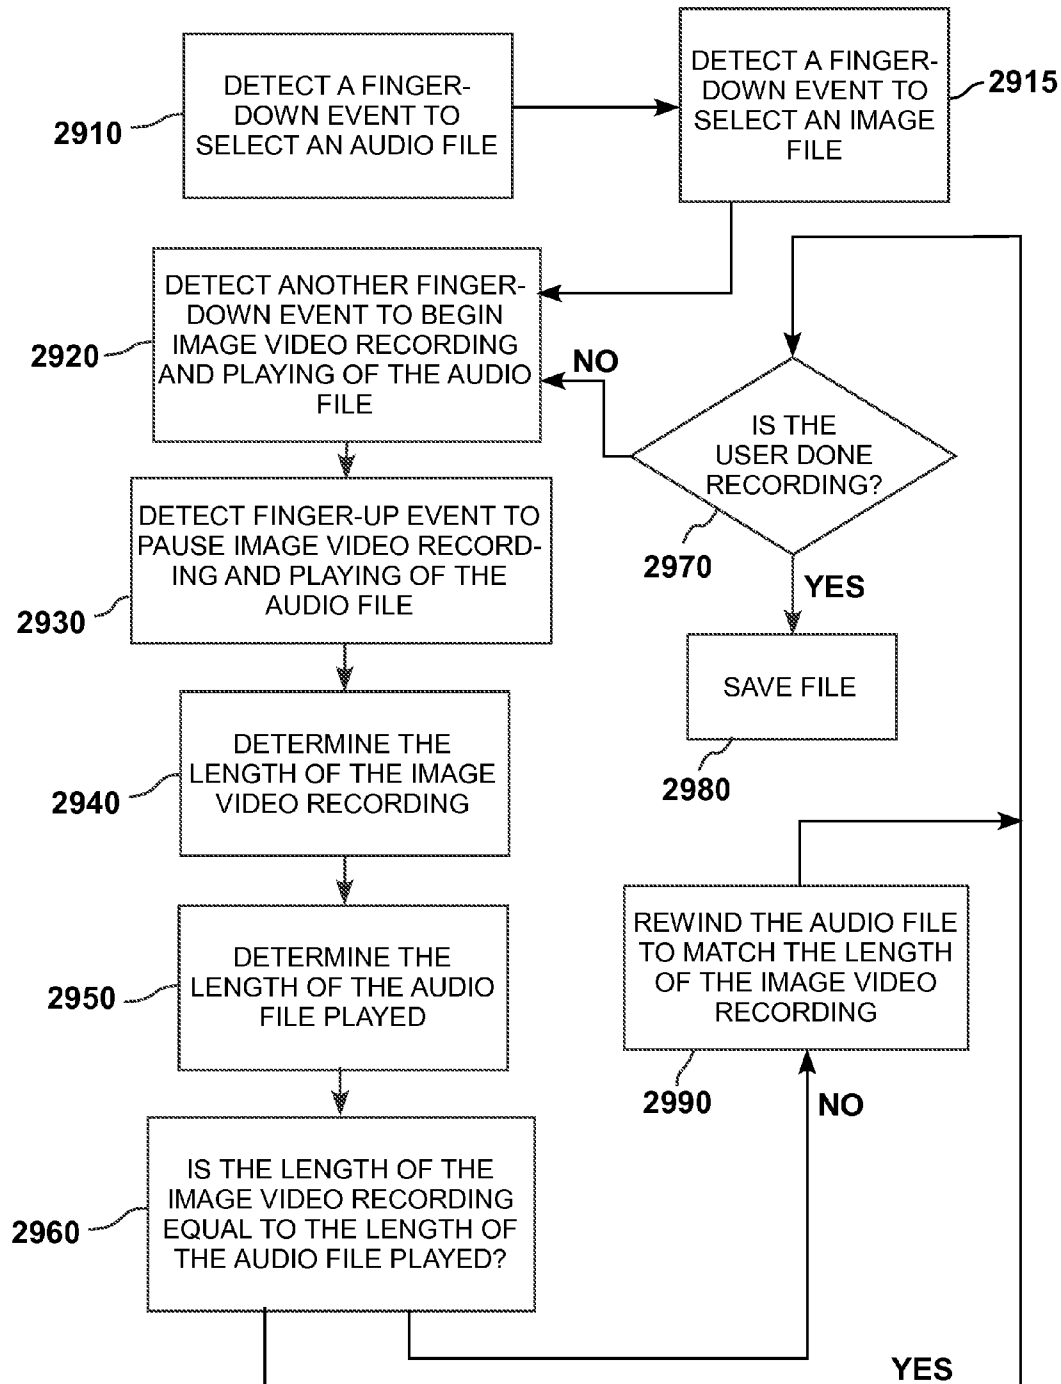 DETECT A FINGER-
DOWN EVENT TO
SELECT AN AUDIO FILE
2910
DETECT A FINGER-
DOWN EVENT TO
SELECT AN IMAGE
FILE
2915
DETECT ANOTHER FINGER-
DOWN EVENT TO BEGIN
IMAGE VIDEO RECORDING
AND PLAYING OF THE AUDIO
FILE
2920
NO
IS THE
USER DONE
RECORDING?
2970
YES
DETECT FINGER-UP EVENT TO
PAUSE IMAGE VIDEO RECORD-
ING AND PLAYING OF THE
AUDIO FILE
2930
SAVE FILE
2980
DETERMINE THE
LENGTH OF THE IMAGE
VIDEO RECORDING
2940
DETERMINE THE
LENGTH OF THE AUDIO
FILE PLAYED
2950
REWIND THE AUDIO FILE
TO MATCH THE LENGTH
OF THE IMAGE VIDEO
RECORDING
2990
NO
IS THE LENGTH OF THE
IMAGE VIDEO RECORDING
EQUAL TO THE LENGTH OF
THE AUDIO FILE PLAYED?
2960
YES